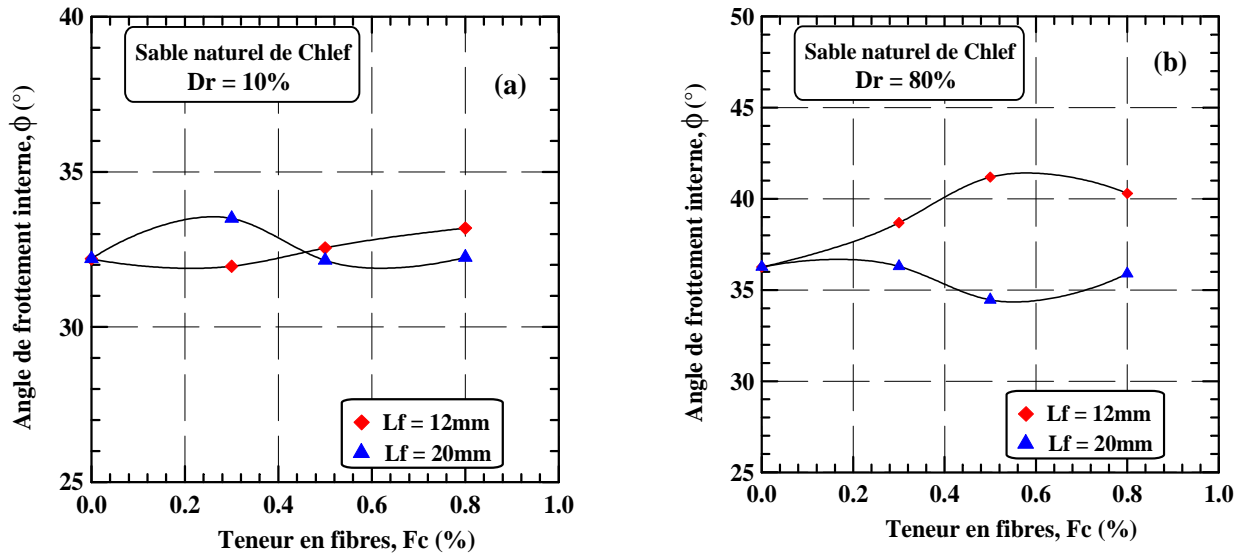 Sable naturel de Chlef
Dr = 10%
(a)
40
35
30
25
Angle de frottement interne, ϕ (°)
0.0 0.2 0.4 0.6 0.8 1.0
Teneur en fibres, Fc (%)
Lf = 12mm
Lf = 20mm
Sable naturel de Chlef
Dr = 80%
(b)
50
45
40
35
30
25
Angle de frottement interne, ϕ (°)
0.0 0.2 0.4 0.6 0.8 1.0
Teneur en fibres, Fc (%)
Lf = 12mm
Lf = 20mm